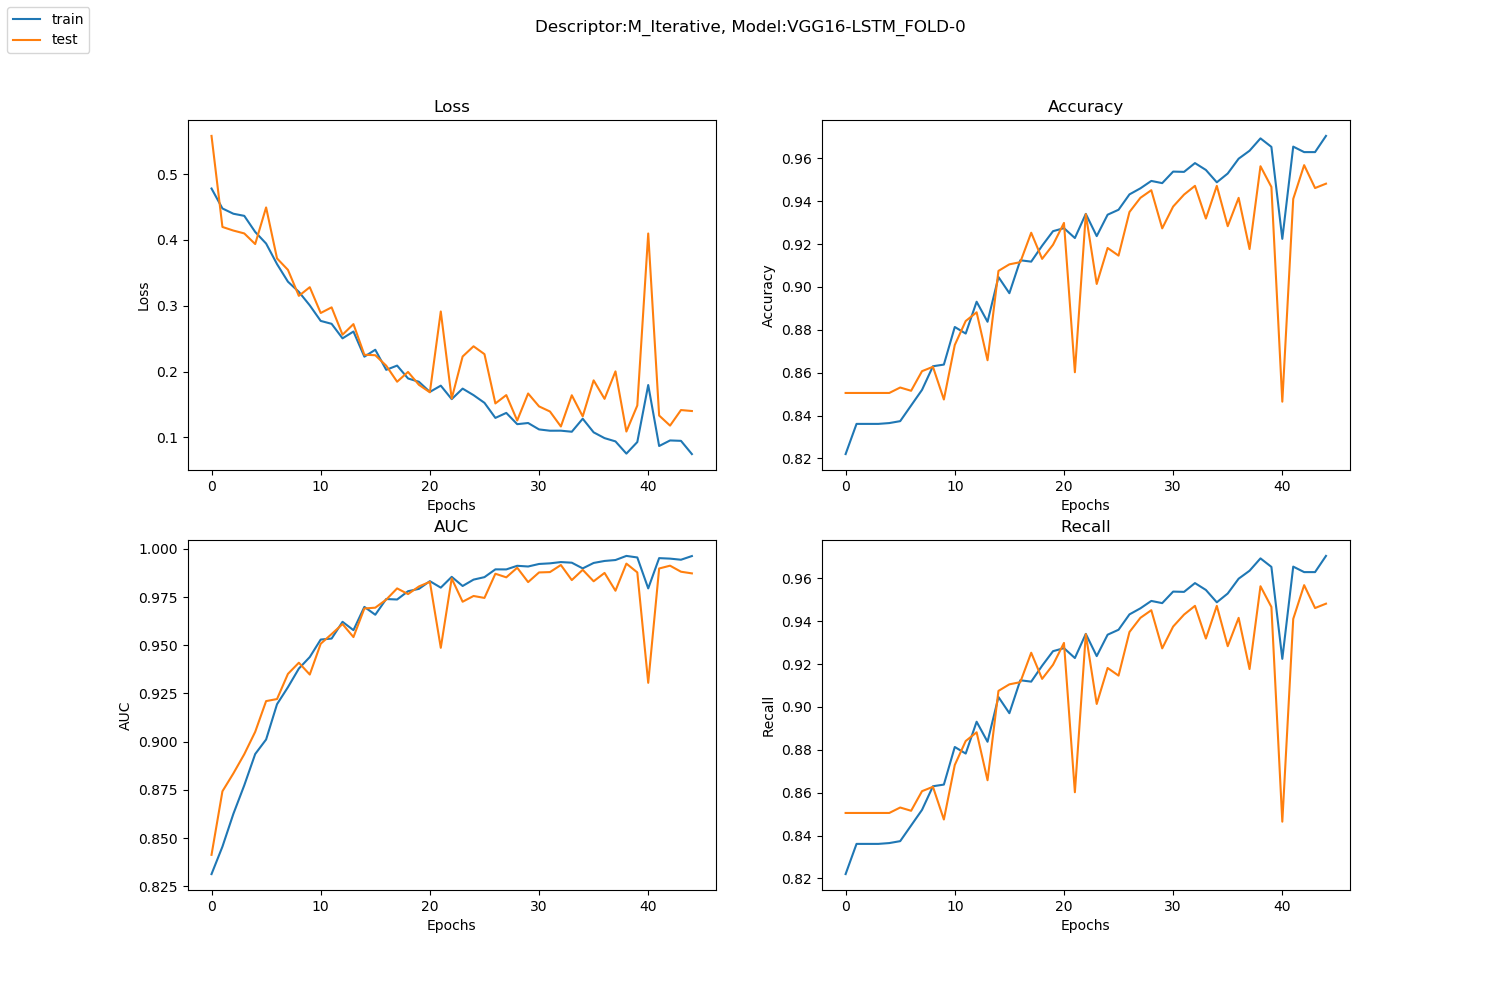 train
test
Descriptor:M_Iterative, Model:VGG16-LSTM_FOLD-0
Loss
0.5
0.4
0.3
0.2
0.1
Loss
0 10 20 30 40
Epochs
Accuracy
0.96
0.94
0.92
0.90
0.88
0.86
0.84
0.82
Accuracy
0 10 20 30 40
Epochs
AUC
1.000
0.975
0.950
0.925
0.900
0.875
0.850
0.825
AUC
0 10 20 30 40
Epochs
Recall
0.96
0.94
0.92
0.90
0.88
0.86
0.84
0.82
Recall
0 10 20 30 40
Epochs